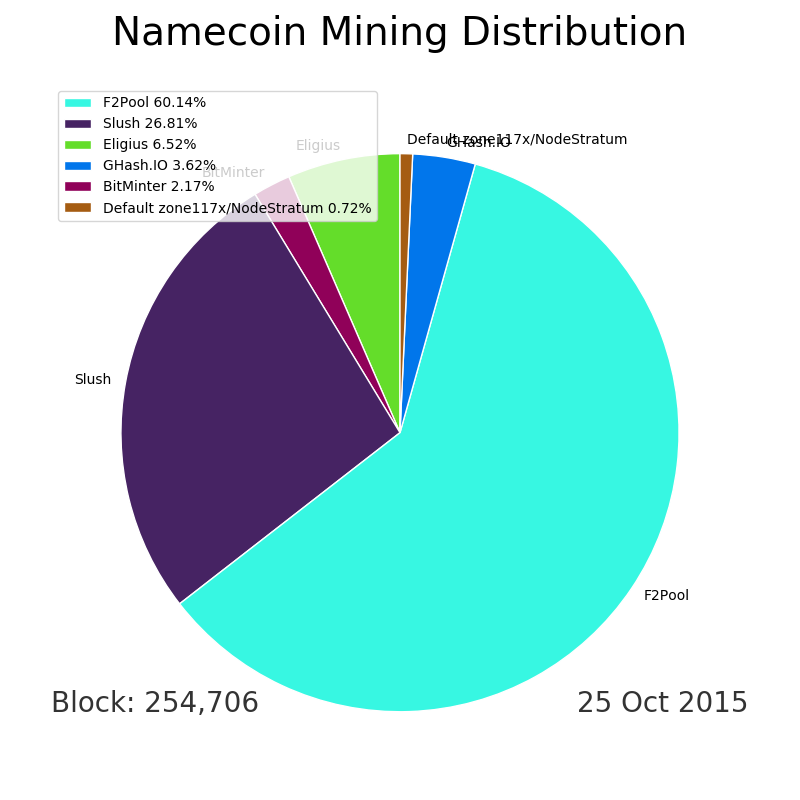 Namecoin Mining Distribution
F2Pool 60.14%
Slush 26.81%
Eligius 6.52%
GHash.IO 3.62%
BitMinter 2.17%
Default zone117x/NodeStratum 0.72%
Eligius
BitMinter
Default zone117x/NodeStratum
GHash.IO
Slush
F2Pool
Block: 254,706
25 Oct 2015